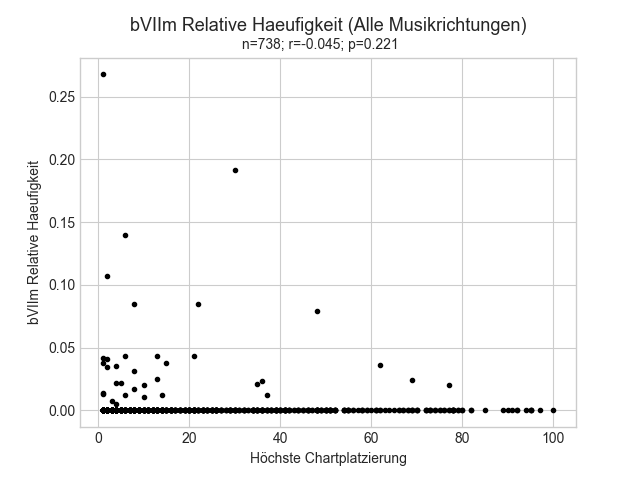 bVIIm Relative Haeufigkeit (Alle Musikrichtungen)
n=738; r=-0.045; p=0.221
bVIIm Relative Haeufigkeit
0.25
0.20
0.15
0.10
0.05
0.00
0 20 40 60 80 100
Höchste Chartplatzierung